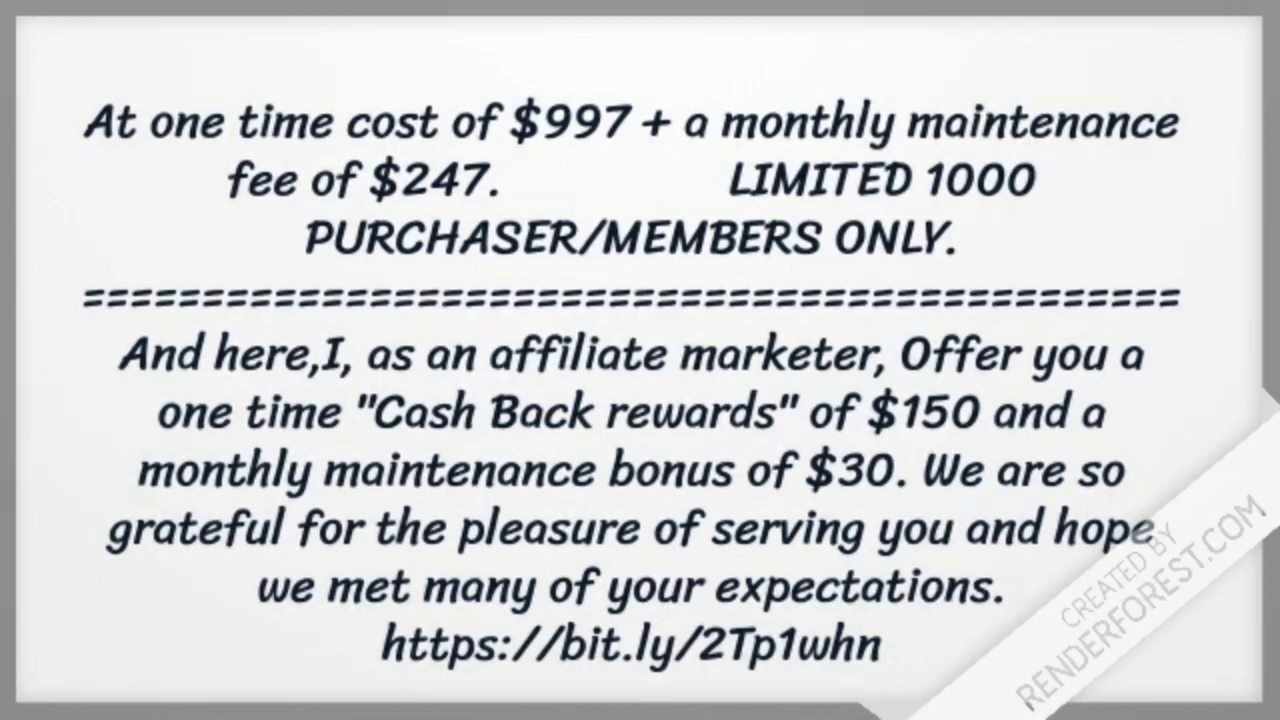 At one time cost of $997 + a monthly maintenance
fee of $247. LIMITED 1000
PURCHASER/MEMBERS ONLY.
==============================================
And here,I, as an affiliate marketer, Offer you a
one time "Cash Back rewards" of $150 and a
monthly maintenance bonus of $30. We are so
grateful for the pleasure of serving you and hope
we met many of your expectations.
https://bit.ly/2Tp1whn
CREATED BY
RENDERFOREST.COM